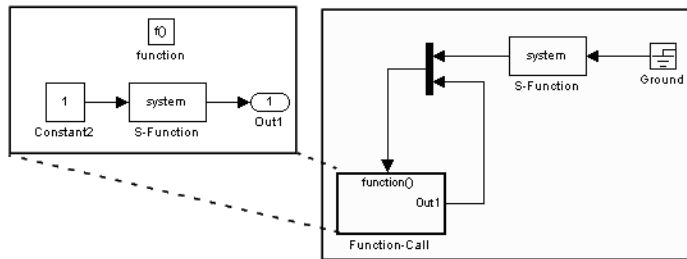 f()
function
1
Constant2
system
S-Function
1
Out1
system
S-Function
Ground
function()
Out1
Function-Call